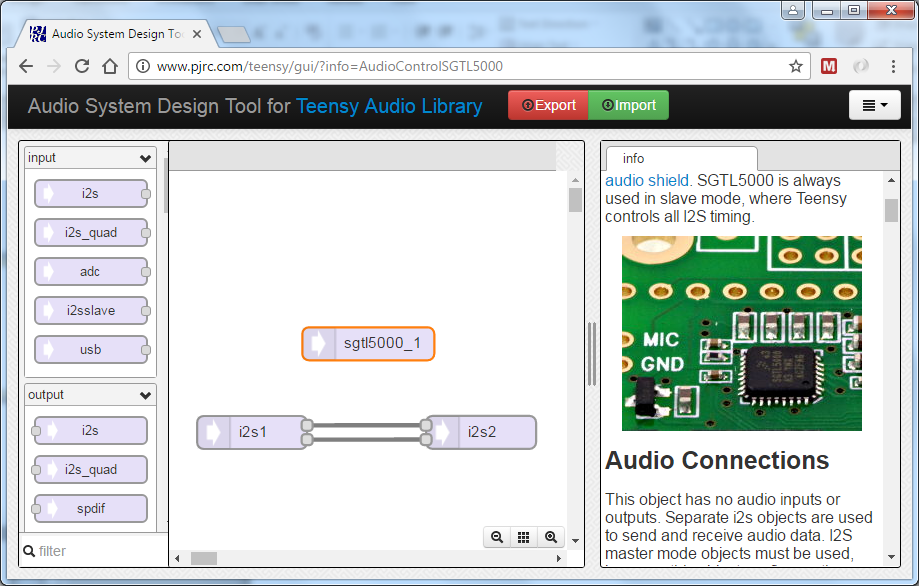 Audio System Design To
www.pjrc.com/teensy/gui/?info=AudioControlSGTL5000
M
Audio System Design Tool for Teensy Audio Library
Export
Import
input
i2s
i2s_quad
adc
i2sslave
usb
output
i2s
i2s_quad
spdif
filter
sgtl5000_1
i2s1
i2s2
info
audio shield. SGTL5000 is always
used in slave mode, where Teensy
controls all I2S timing.
MIC
GND
Audio Connections
This object has no audio inputs or
outputs. Separate i2s objects are used
to send and receive audio data. I2S
master mode objects must be used,